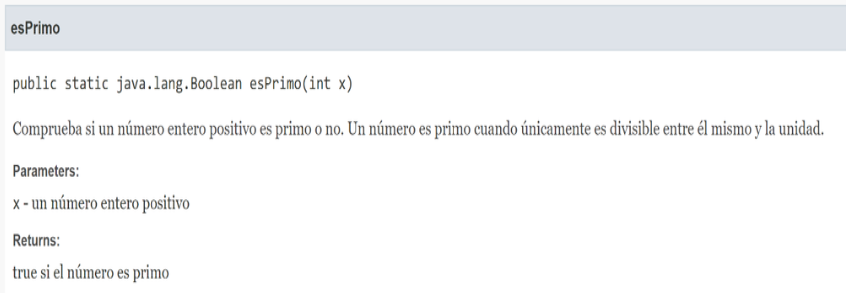 esPrimo
public static java.lang.Boolean esPrimo(int x)
Comprueba si un número entero positivo es primo o no. Un número es primo cuando únicamente es divisible entre él mismo y la unidad.
Parameters:
x - un número entero positivo
Returns:
true si el número es primo